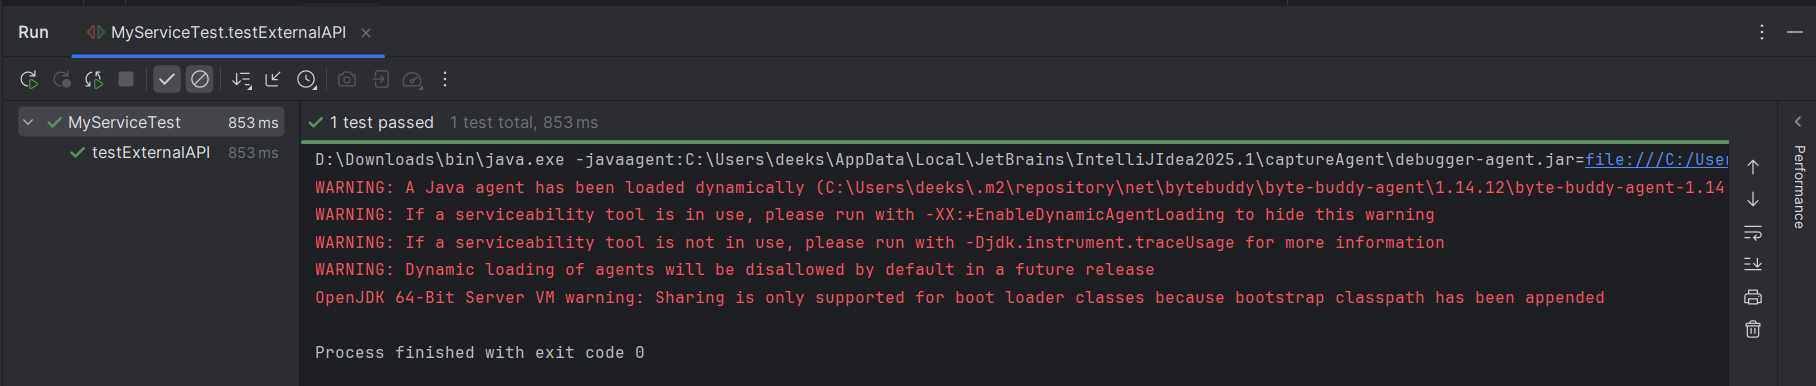 Run
MyServiceTest.testExternalAPI
MyServiceTest 853 ms
testExternalAPI 853 ms
1 test passed 1 test total, 853 ms
D:\Downloads\bin\java.exe -javaagent:C:\Users\deeks\AppData\Local\JetBrains\IntelliJIdea2025.1\captureAgent\debugger-agent.jar=file:///C:/User
WARNING: A Java agent has been loaded dynamically (C:\Users\deeks\.m2\repository\net\bytebuddy\byte-buddy-agent\1.14.12\byte-buddy-agent-1.14
WARNING: If a serviceability tool is in use, please run with -XX:+EnableDynamicAgentLoading to hide this warning
WARNING: If a serviceability tool is not in use, please run with -Djdk.instrument.traceUsage for more information
WARNING: Dynamic loading of agents will be disallowed by default in a future release
OpenJDK 64-Bit Server VM warning: Sharing is only supported for boot loader classes because bootstrap classpath has been appended
Process finished with exit code 0
Performance